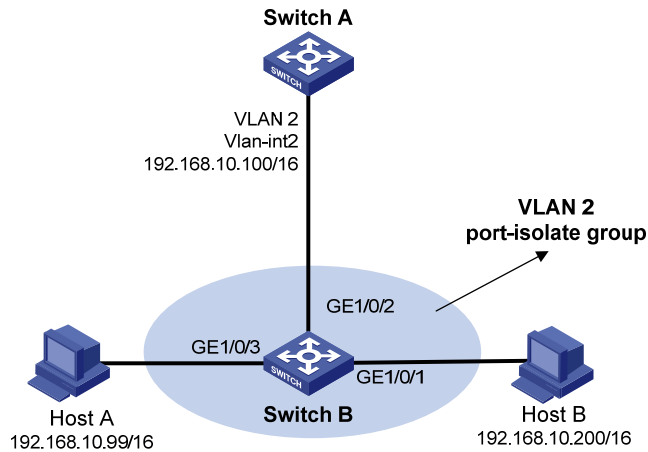 Switch A
SWITCH
VLAN 2
Vlan-int2
192.168.10.100/16
VLAN 2
port-isolate group
GE1/0/2
GE1/0/3
SWITCH
GE1/0/1
Host A
192.168.10.99/16
Switch B
Host B
192.168.10.200/16